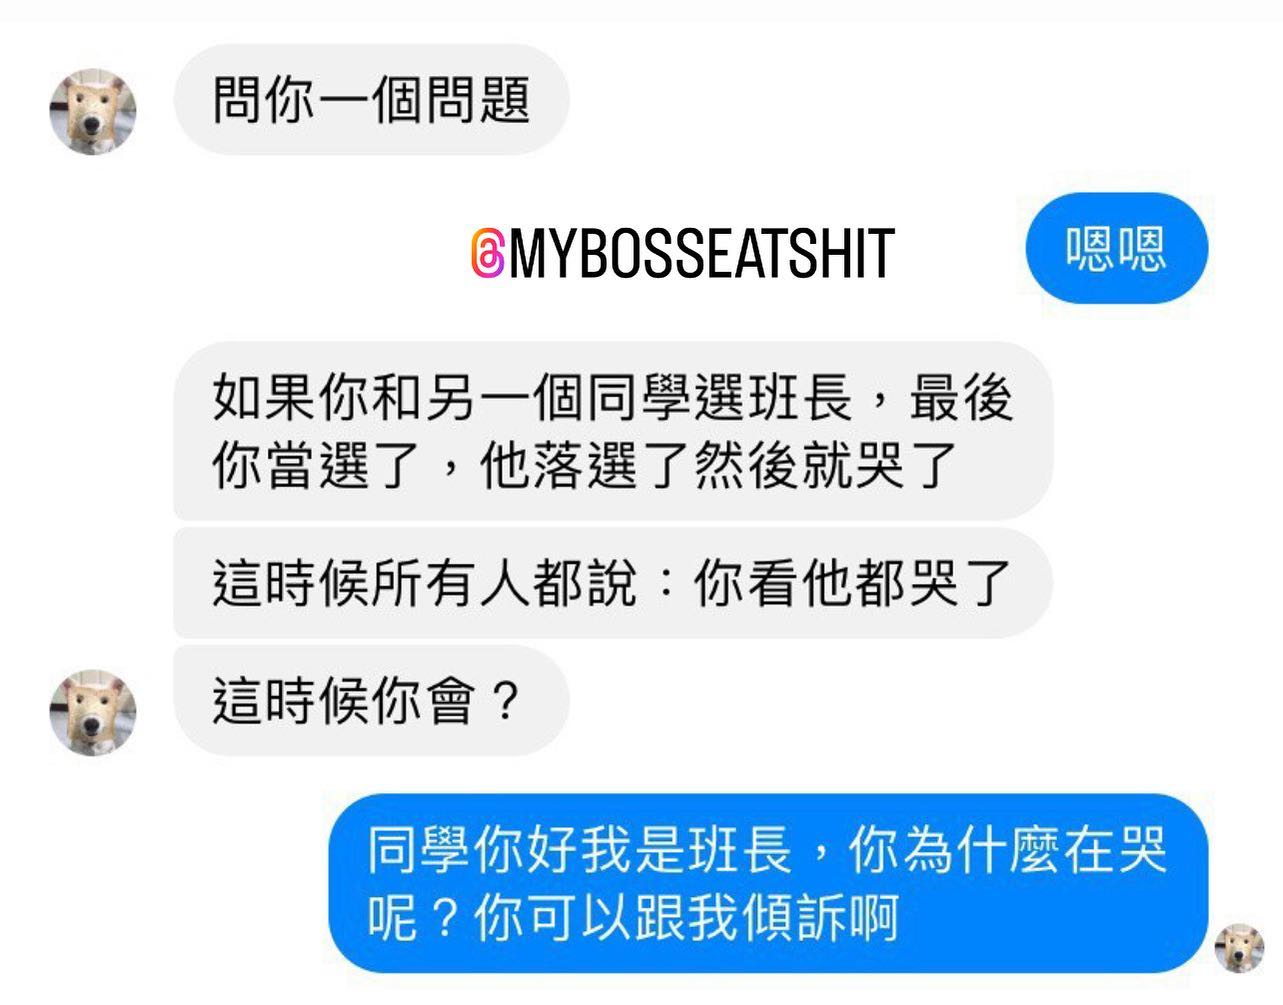 問你一個問題
@MYBOSSEATSHIT
嗯嗯
如果你和另一個同學選班長，最後
你當選了，他落選了然後就哭了
這時候所有人都說：你看他都哭了
這時候你會？
同學你好我是班長，你為什麼在哭
呢？你可以跟我傾訴啊